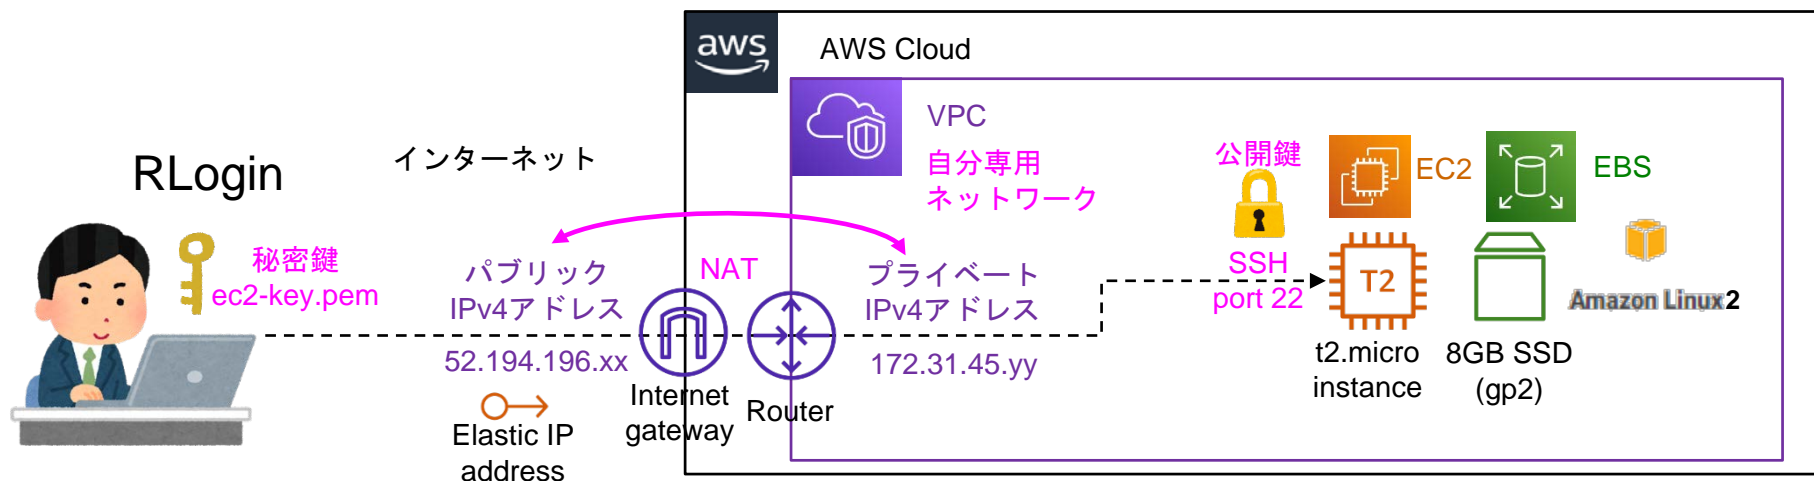 aws
AWS Cloud
VPC
自分専用
ネットワーク
RLogin
インターネット
秘密鍵
ec2-key.pem
パブリック
IPv4アドレス
52.194.196.xx
Elastic IP
address
NAT
Internet
gateway
Router
プライベート
IPv4アドレス
172.31.45.yy
公開鍵
SSH
port 22
EC2
T2
t2.micro
instance
EBS
8GB SSD
(gp2)
Amazon Linux2